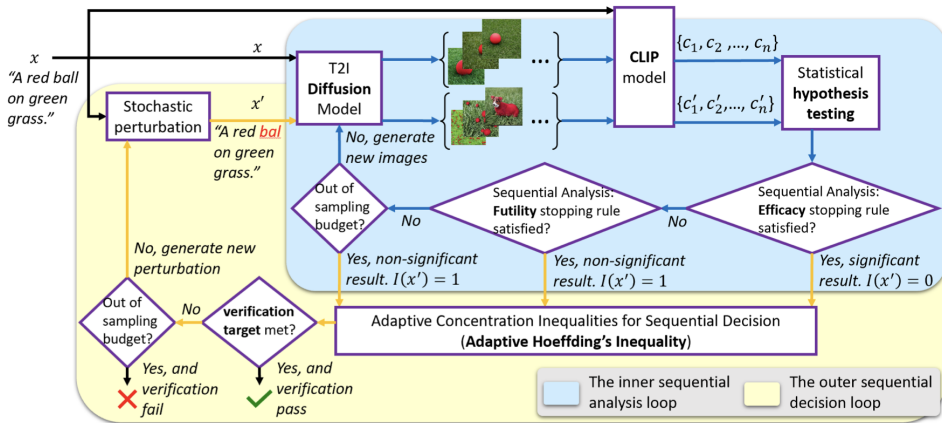 x
"A red ball
on green
grass."
x
Stochastic
perturbation
x′
"A red bal
on green
grass."
T2I
Diffusion
Model
...
...
CLIP
model
{c₁, c₂ ,..., cₙ}
{c′₁, c′₂,..., c′ₙ}
Statistical
hypothesis
testing
No, generate
new images
Out of
sampling
budget?
No
Sequential Analysis:
Futility stopping rule
satisfied?
No
Sequential Analysis:
Efficacy stopping rule
satisfied?
Yes, non-significant
result. I(x′) = 1
Yes, non-significant
result. I(x′) = 1
Yes, significant
result. I(x′) = 0
No, generate new
perturbation
Out of
sampling
budget?
No
verification
target met?
Adaptive Concentration Inequalities for Sequential Decision
(Adaptive Hoeffding's Inequality)
Yes, and
verification
fail
Yes, and
verification
pass
The inner sequential
analysis loop
The outer sequential
decision loop